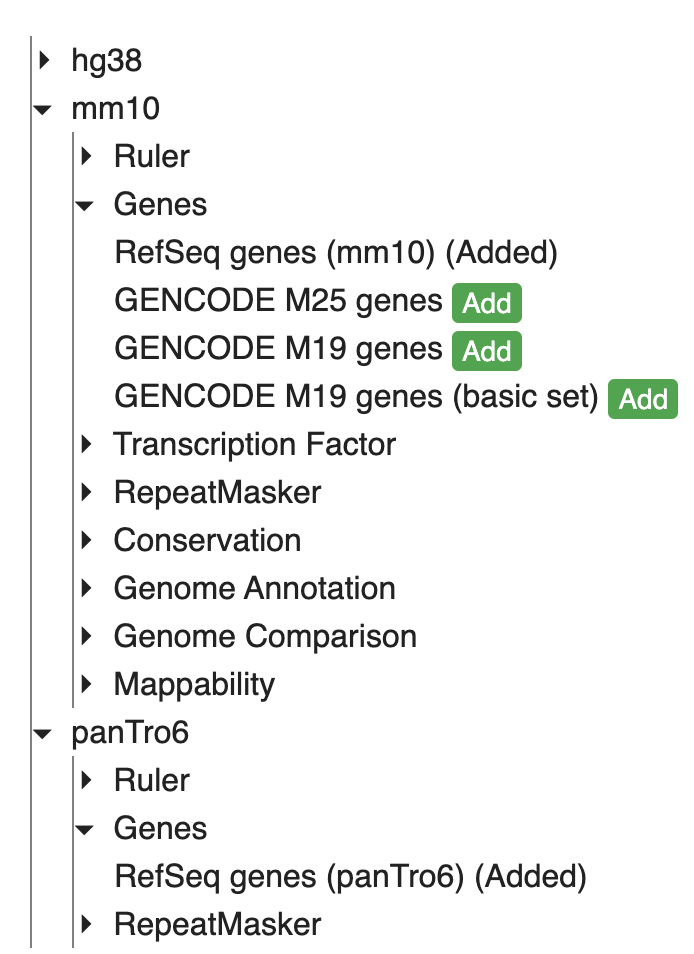 hg38
mm10
Ruler
Genes
RefSeq genes (mm10) (Added)
GENCODE M25 genes Add
GENCODE M19 genes Add
GENCODE M19 genes (basic set) Add
Transcription Factor
RepeatMasker
Conservation
Genome Annotation
Genome Comparison
Mappability
panTro6
Ruler
Genes
RefSeq genes (panTro6) (Added)
RepeatMasker